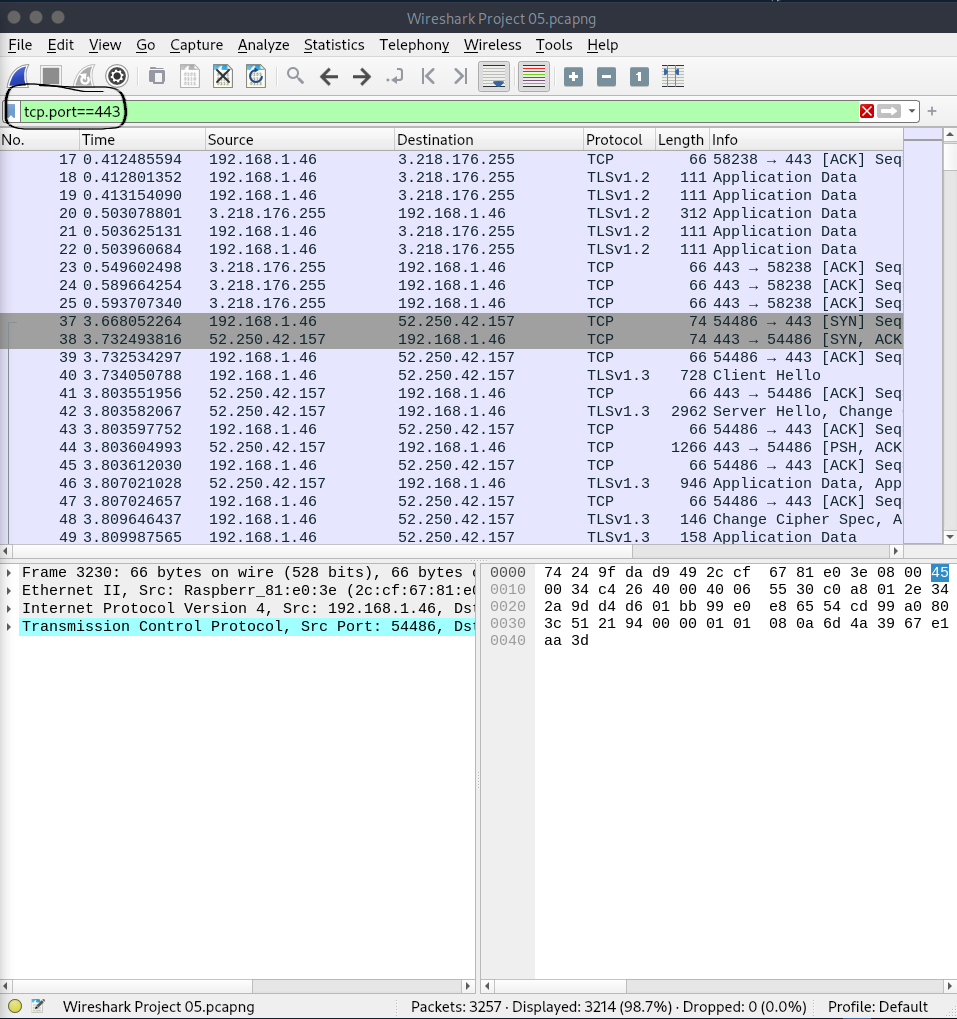 Wireshark Project 05.pcapng
File Edit View Go Capture Analyze Statistics Telephony Wireless Tools Help
tcp.port==443
No. Time Source Destination Protocol Length Info
17 0.412485594 192.168.1.46 3.218.176.255 TCP 66 58238 → 443 [ACK] Seq
18 0.412801352 192.168.1.46 3.218.176.255 TLSv1.2 111 Application Data
19 0.413154090 192.168.1.46 3.218.176.255 TLSv1.2 111 Application Data
20 0.503078801 3.218.176.255 192.168.1.46 TLSv1.2 312 Application Data
21 0.503625131 192.168.1.46 3.218.176.255 TLSv1.2 111 Application Data
22 0.503960684 192.168.1.46 3.218.176.255 TLSv1.2 111 Application Data
23 0.549602498 3.218.176.255 192.168.1.46 TCP 66 443 → 58238 [ACK] Seq
24 0.589664254 3.218.176.255 192.168.1.46 TCP 66 443 → 58238 [ACK] Seq
25 0.593707340 3.218.176.255 192.168.1.46 TCP 66 443 → 58238 [ACK] Seq
37 3.668052264 192.168.1.46 52.250.42.157 TCP 74 54486 → 443 [SYN] Seq
38 3.732493816 52.250.42.157 192.168.1.46 TCP 74 443 → 54486 [SYN, ACK
39 3.732534297 192.168.1.46 52.250.42.157 TCP 66 54486 → 443 [ACK] Seq
40 3.734050788 192.168.1.46 52.250.42.157 TLSv1.3 728 Client Hello
41 3.803551956 52.250.42.157 192.168.1.46 TCP 66 443 → 54486 [ACK] Seq
42 3.803582067 52.250.42.157 192.168.1.46 TLSv1.3 2962 Server Hello, Change
43 3.803597752 192.168.1.46 52.250.42.157 TCP 66 54486 → 443 [ACK] Seq
44 3.803604993 52.250.42.157 192.168.1.46 TCP 1266 443 → 54486 [PSH, ACK
45 3.803612030 192.168.1.46 52.250.42.157 TCP 66 54486 → 443 [ACK] Seq
46 3.807021028 52.250.42.157 192.168.1.46 TLSv1.3 946 Application Data, App
47 3.807024657 192.168.1.46 52.250.42.157 TCP 66 54486 → 443 [ACK] Seq
48 3.809646437 192.168.1.46 52.250.42.157 TLSv1.3 146 Change Cipher Spec, A
49 3.809987565 192.168.1.46 52.250.42.157 TLSv1.3 158 Application Data
Frame 3230: 66 bytes on wire (528 bits), 66 bytes
Ethernet II, Src: Raspberr_81:e0:3e (2c:cf:67:81:e0
Internet Protocol Version 4, Src: 192.168.1.46, Dst
Transmission Control Protocol, Src Port: 54486, Dst
0000 74 24 9f da d9 49 2c cf 67 81 e0 3e 08 00 45
0010 00 34 c4 26 40 00 40 06 55 30 c0 a8 01 2e 34
0020 2a 9d d4 d6 01 bb 99 e0 e8 65 54 cd 99 a0 80
0030 3c 51 21 94 00 00 01 01 08 0a 6d 4a 39 67 e1
0040 aa 3d
Wireshark Project 05.pcapng Packets: 3257 · Displayed: 3214 (98.7%) · Dropped: 0 (0.0%) Profile: Default